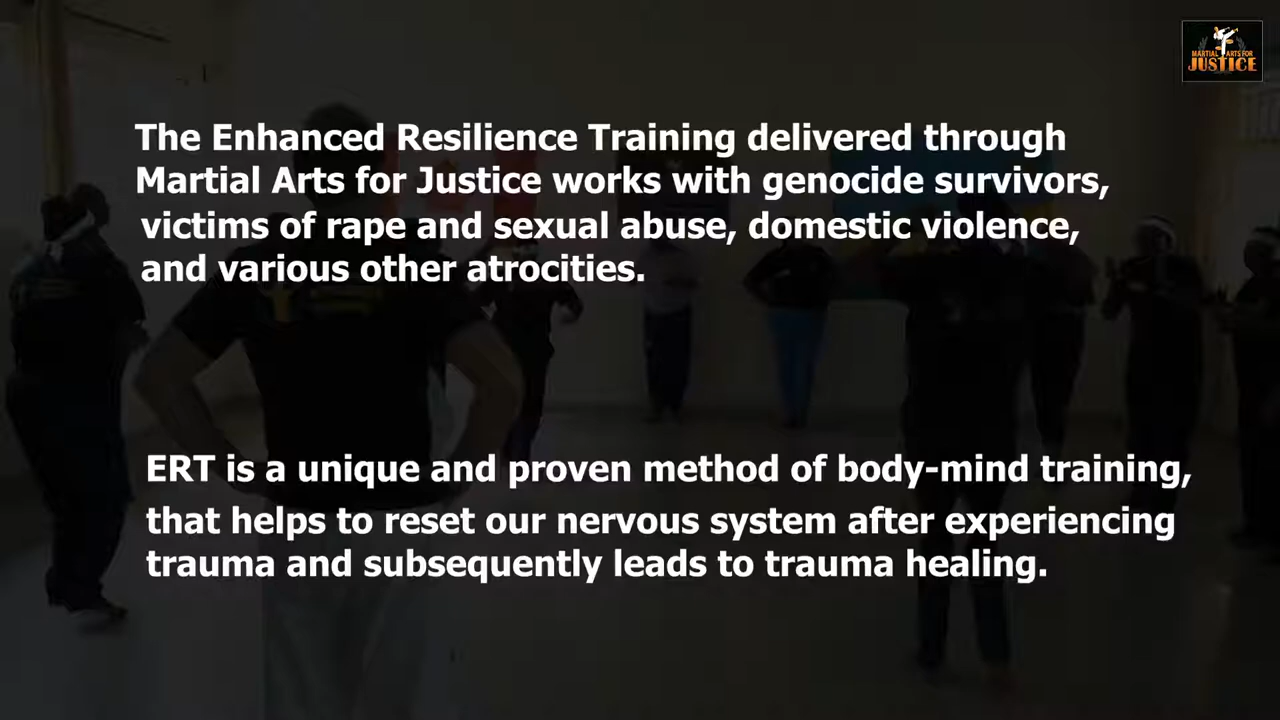 MARTIAL ARTS FOR
JUSTICE
The Enhanced Resilience Training delivered through
Martial Arts for Justice works with genocide survivors,
victims of rape and sexual abuse, domestic violence,
and various other atrocities.
ERT is a unique and proven method of body-mind training,
that helps to reset our nervous system after experiencing
trauma and subsequently leads to trauma healing.